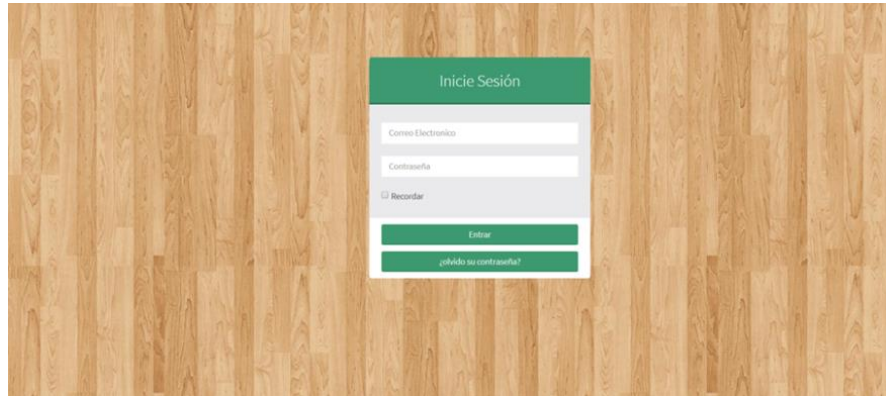 Inicie Sesión
Correo Electronico
Contraseña
Recordar
Entrar
¿olvido su contraseña?